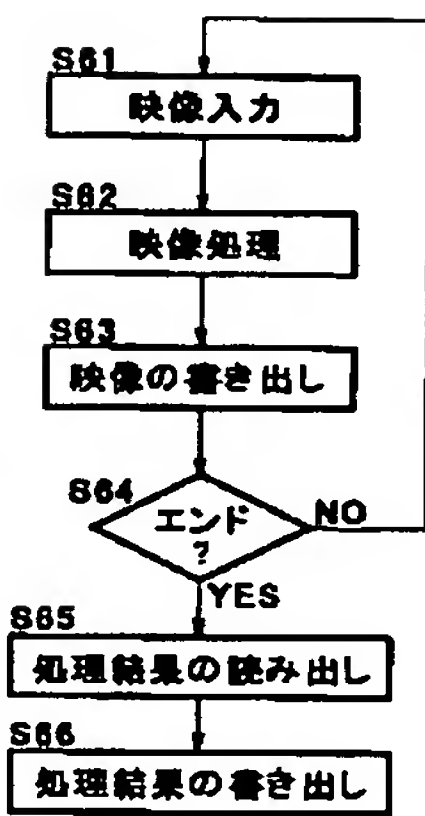 S61
映像入力
S62
映像処理
S63
映像の書き出し
S64
エンド
?
NO
YES
S65
処理結果の読み出し
S66
処理結果の書き出し